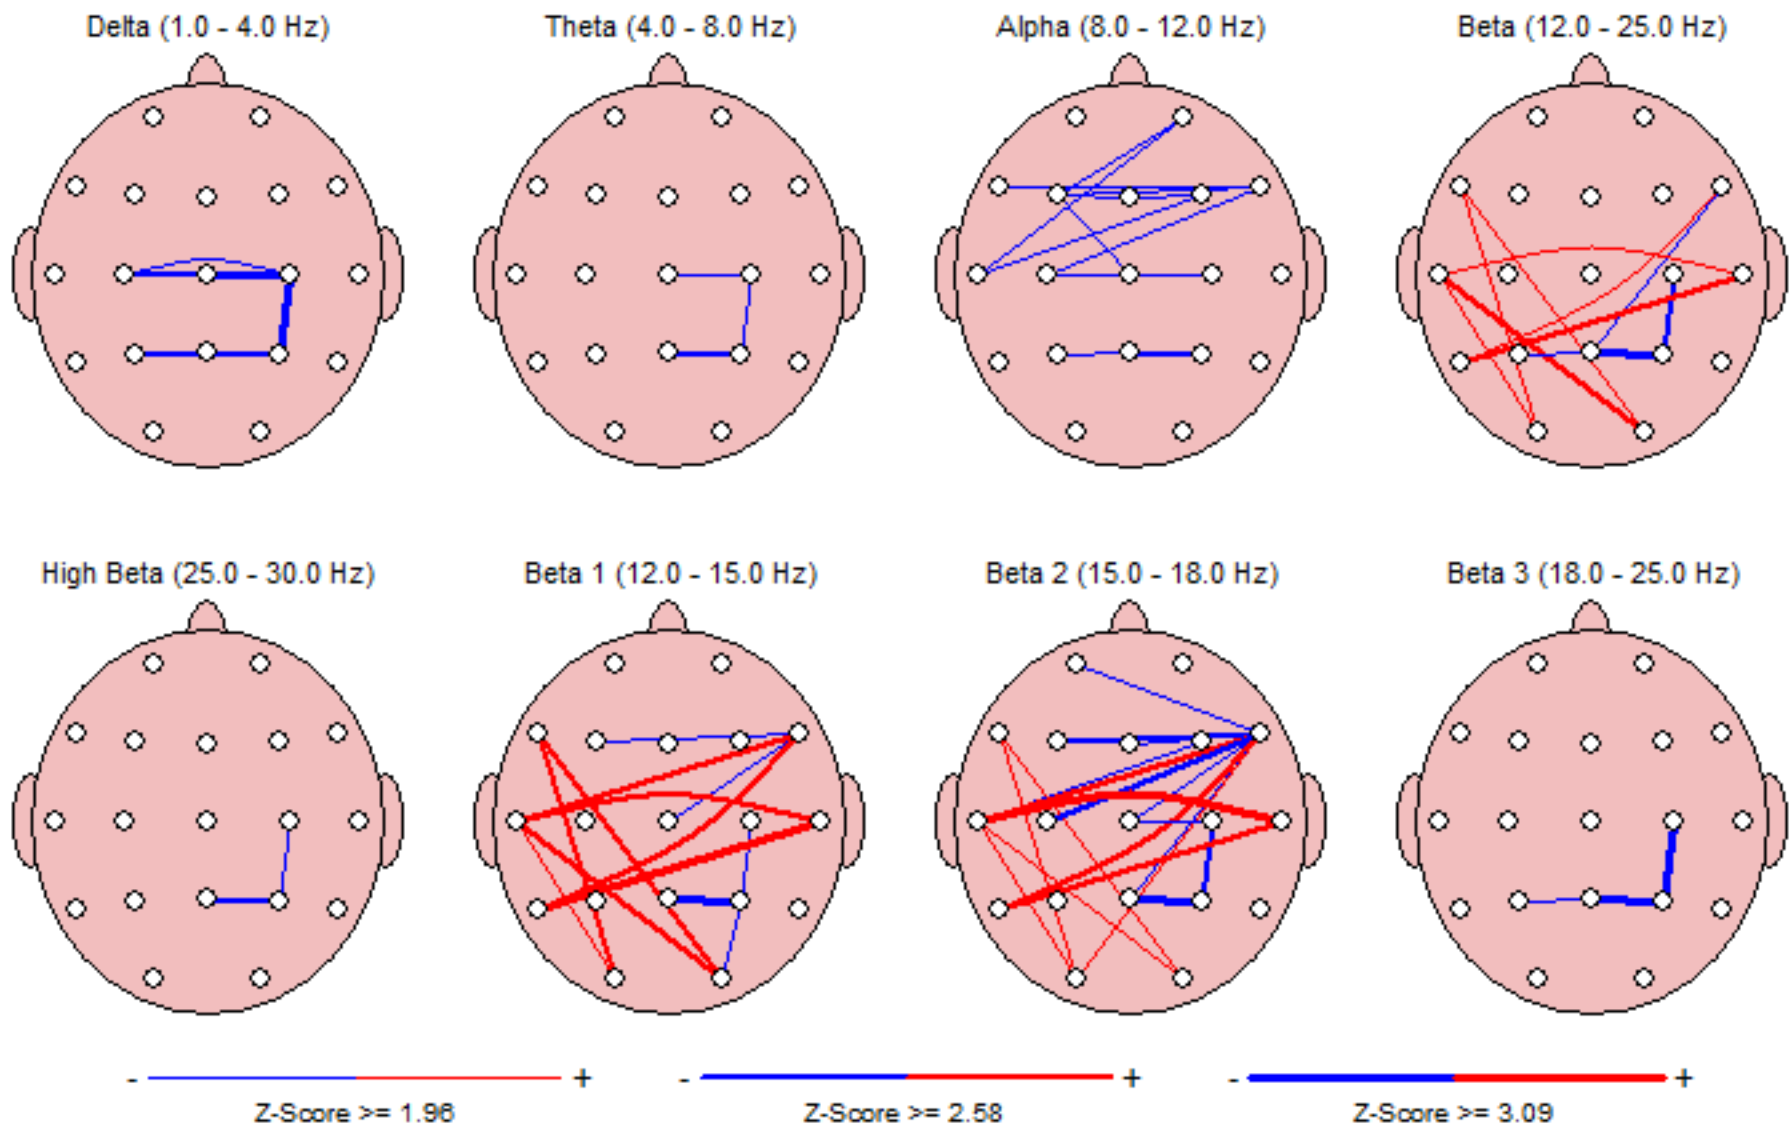 Delta (1.0 - 4.0 Hz)
Theta (4.0 - 8.0 Hz)
Alpha (8.0 - 12.0 Hz)
Beta (12.0 - 25.0 Hz)
High Beta (25.0 - 30.0 Hz)
Beta 1 (12.0 - 15.0 Hz)
Beta 2 (15.0 - 18.0 Hz)
Beta 3 (18.0 - 25.0 Hz)
- +
- +
- +
Z-Score >= 1.96
Z-Score >= 2.58
Z-Score >= 3.09